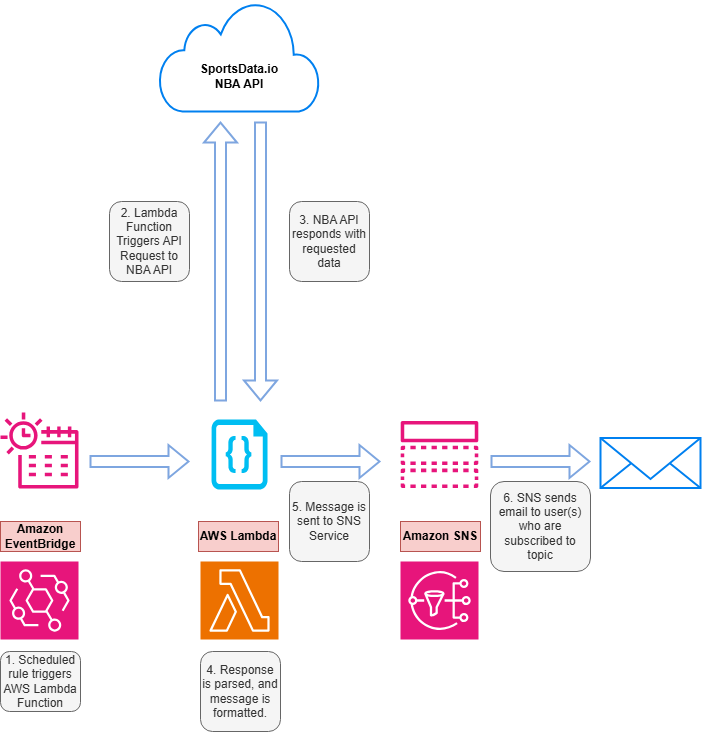 SportsData.io
NBA API
2. Lambda
Function
Triggers API
Request to
NBA API
3. NBA API
responds with
requested
data
{}
5. Message is
sent to SNS
Service
6. SNS sends
email to user(s)
who are
subscribed to
topic
Amazon
EventBridge
AWS Lambda
Amazon SNS
1. Scheduled
rule triggers
AWS Lambda
Function
4. Response
is parsed, and
message is
formatted.